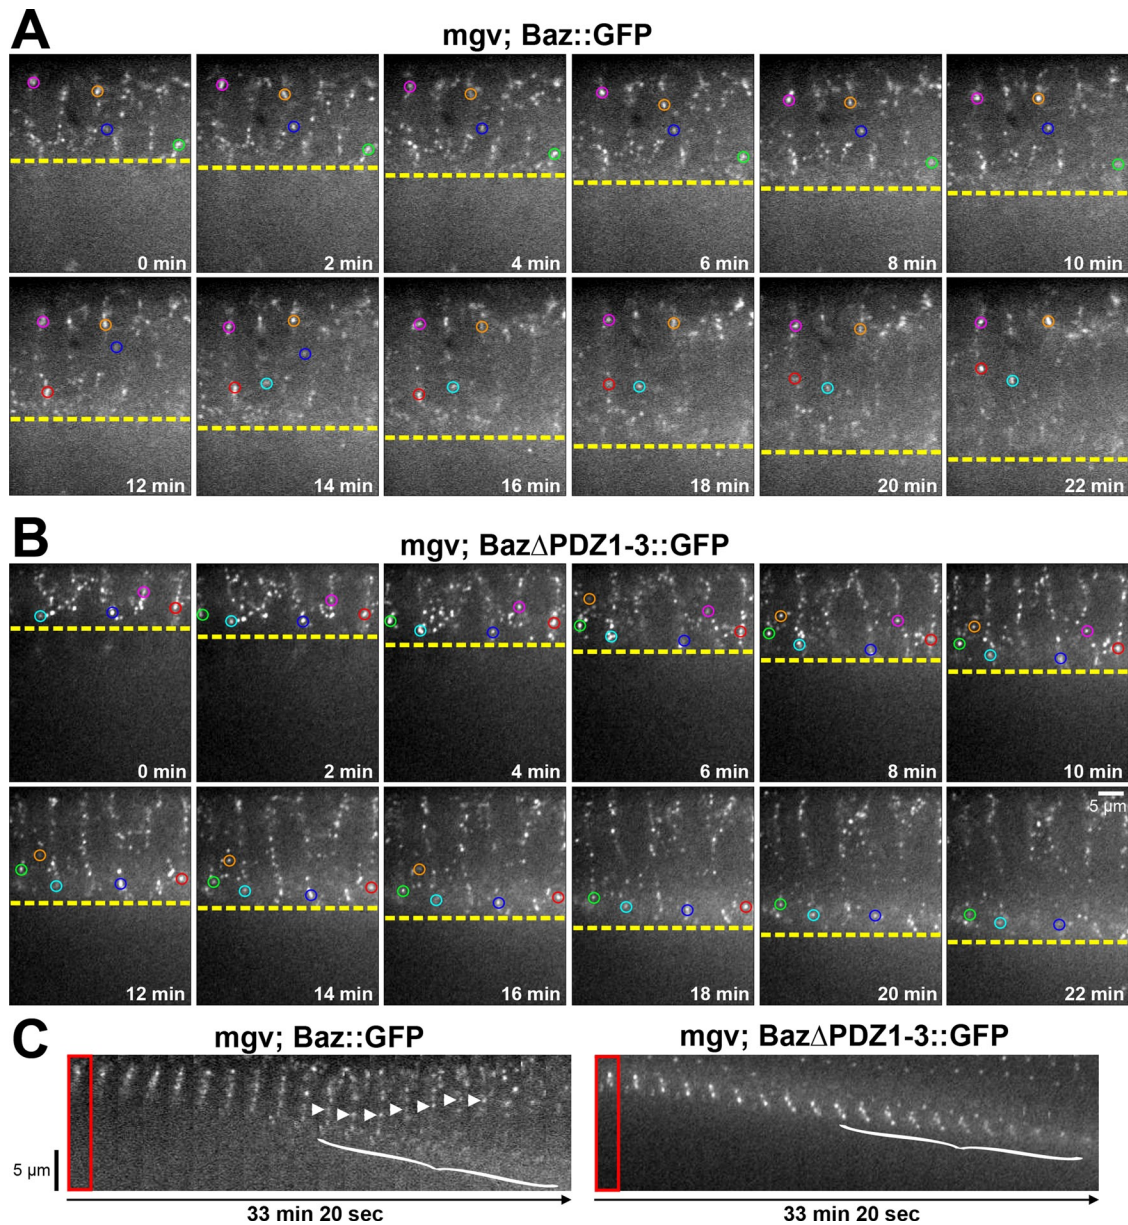 A
mgv; Baz::GFP
0 min
2 min
4 min
6 min
8 min
10 min
12 min
14 min
16 min
18 min
20 min
22 min
B
mgv; BazΔPDZ1-3::GFP
0 min
2 min
4 min
6 min
8 min
10 min
5 µm
12 min
14 min
16 min
18 min
20 min
22 min
C
mgv; Baz::GFP
mgv; BazΔPDZ1-3::GFP
5 µm
33 min 20 sec
33 min 20 sec